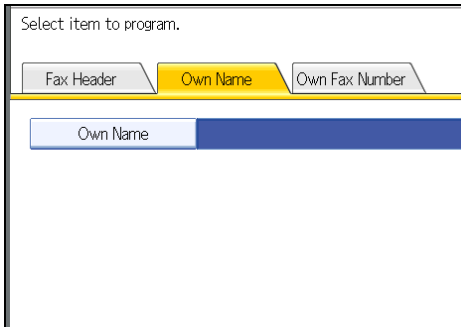 Select item to program.
Fax Header Own Name Own Fax Number
Own Name